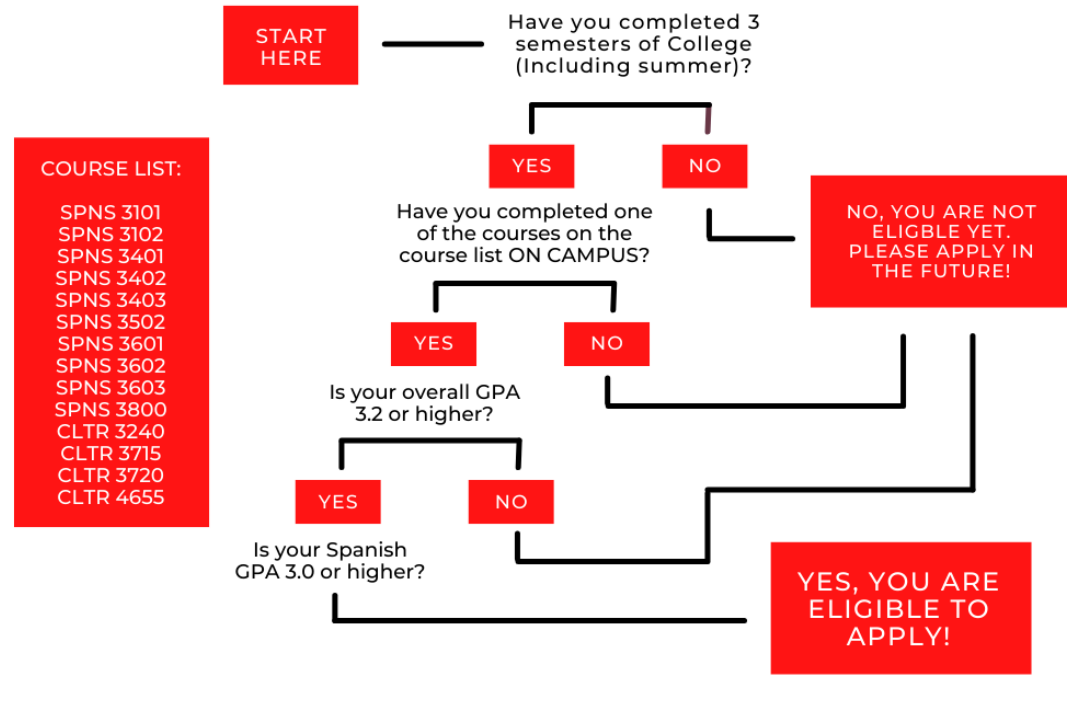 START
HERE
Have you completed 3
semesters of College
(Including summer)?
YES
NO
COURSE LIST:
SPNS 3101
SPNS 3102
SPNS 3401
SPNS 3402
SPNS 3403
SPNS 3502
SPNS 3601
SPNS 3602
SPNS 3603
SPNS 3800
CLTR 3240
CLTR 3715
CLTR 3720
CLTR 4655
Have you completed one
of the courses on the
course list ON CAMPUS?
NO, YOU ARE NOT
ELIGBLE YET.
PLEASE APPLY IN
THE FUTURE!
YES
NO
Is your overall GPA
3.2 or higher?
YES
NO
Is your Spanish
GPA 3.0 or higher?
YES, YOU ARE
ELIGIBLE TO
APPLY!